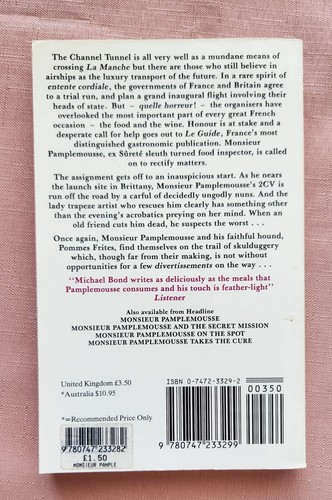 The Channel Tunnel is all very well as a mundane means of
crossing La Manche but there are those who still believe in
airships as the luxury transport of the future. In a rare spirit of
entente cordiale, the governments of France and Britain agree
to a trial run, and plan a grand inaugural flight involving their
heads of state. But – quelle horreur! – the organisers have
overlooked the most important part of every great French
occasion – the food and the wine. Honour is at stake and a
desperate call for help goes out to Le Guide, France's most
distinguished gastronomic publication. Monsieur
Pamplemousse, ex Sûreté sleuth turned food inspector, is called
on to rectify matters.
The assignment gets off to an inauspicious start. As he nears
the launch site in Brittany, Monsieur Pamplemousse's 2CV is
run off the road by a carful of decidedly ungodly nuns. And the
lady trapeze artist who rescues him clearly has something other
than the evening's acrobatics preying on her mind. When an
old friend cuts him dead, he suspects the worst . . .
Once again, Monsieur Pamplemousse and his faithful hound,
Pommes Frites, find themselves on the trail of skulduggery
which, though far from their making, is not without
opportunities for a few divertissements on the way . . .
"Michael Bond writes as deliciously as the meals that
Pamplemousse consumes and his touch is feather-light"
Listener
Also available from Headline
MONSIEUR PAMPLEMOUSSE
MONSIEUR PAMPLEMOUSSE AND THE SECRET MISSION
MONSIEUR PAMPLEMOUSSE ON THE SPOT
MONSIEUR PAMPLEMOUSSE TAKES THE CURE
United Kingdom £3.50
*Australia $10.95
*=Recommended Price Only
ISBN 0-7472-3329-2
00350
9 780747 233299
9 780747 233282
£1.50
MONSIEUR PAMPLE